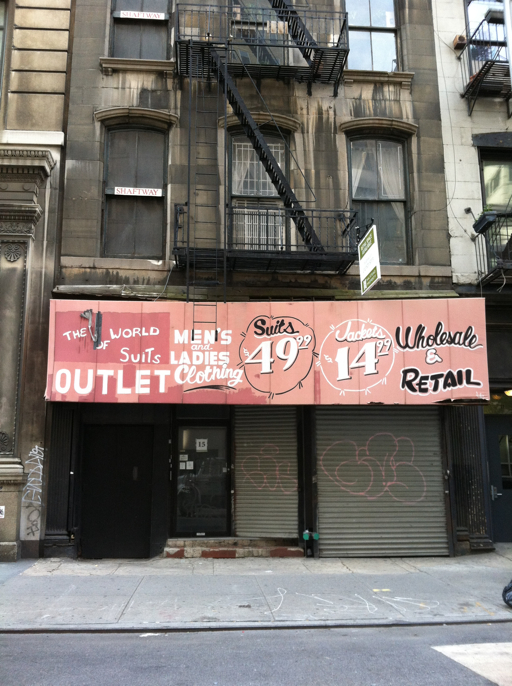 SHAFTWAY
SHAFTWAY
THE WORLD
OF
SUITS
OUTLET
MEN'S
and
LADIES
Clothing
Suits
$49.99
Jackets
$14.99
Wholesale
&
RETAIL
15